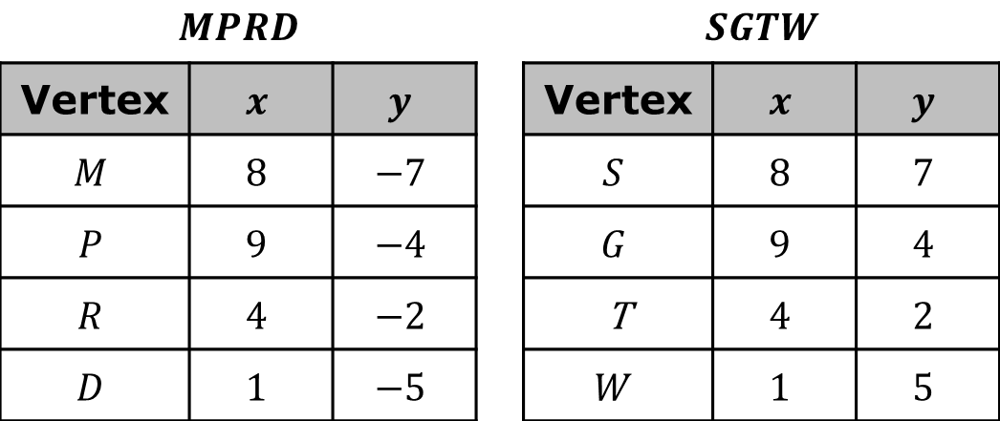 MPRD SGTW
Vertex x y Vertex x y
M 8 −7 S 8 7
P 9 −4 G 9 4
R 4 −2 T 4 2
D 1 −5 W 1 5